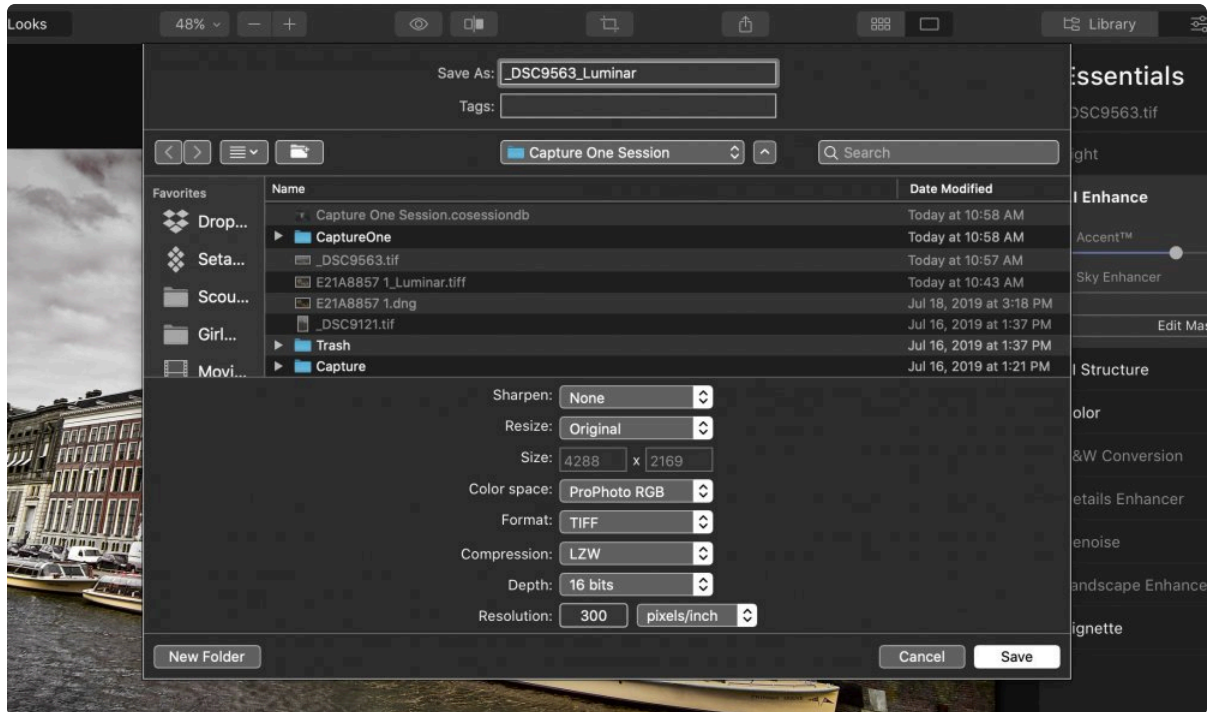 Looks
48%
Library
Save As: _DSC9563_Luminar
Tags:
Essentials
DSC9563.tif
Capture One Session
Search
ight
Favorites
Name Date Modified
l Enhance
Drop...
Capture One Session.cosessiondb Today at 10:58 AM
CaptureOne Today at 10:58 AM
Accent™
Seta...
_DSC9563.tif Today at 10:57 AM
E21A8857 1_Luminar.tiff Today at 10:43 AM
Sky Enhancer
Scou...
E21A8857 1.dng Jul 18, 2019 at 3:18 PM
_DSC9121.tif Jul 16, 2019 at 1:37 PM
Edit Mas
Girl...
Trash Jul 16, 2019 at 1:37 PM
Movi...
Capture Jul 16, 2019 at 1:21 PM
l Structure
Sharpen: None
olor
Resize: Original
Size: 4288 x 2169
&W Conversion
Color space: ProPhoto RGB
etails Enhancer
Format: TIFF
enoise
Compression: LZW
Depth: 16 bits
andscape Enhance
Resolution: 300 pixels/inch
ignette
New Folder Cancel Save